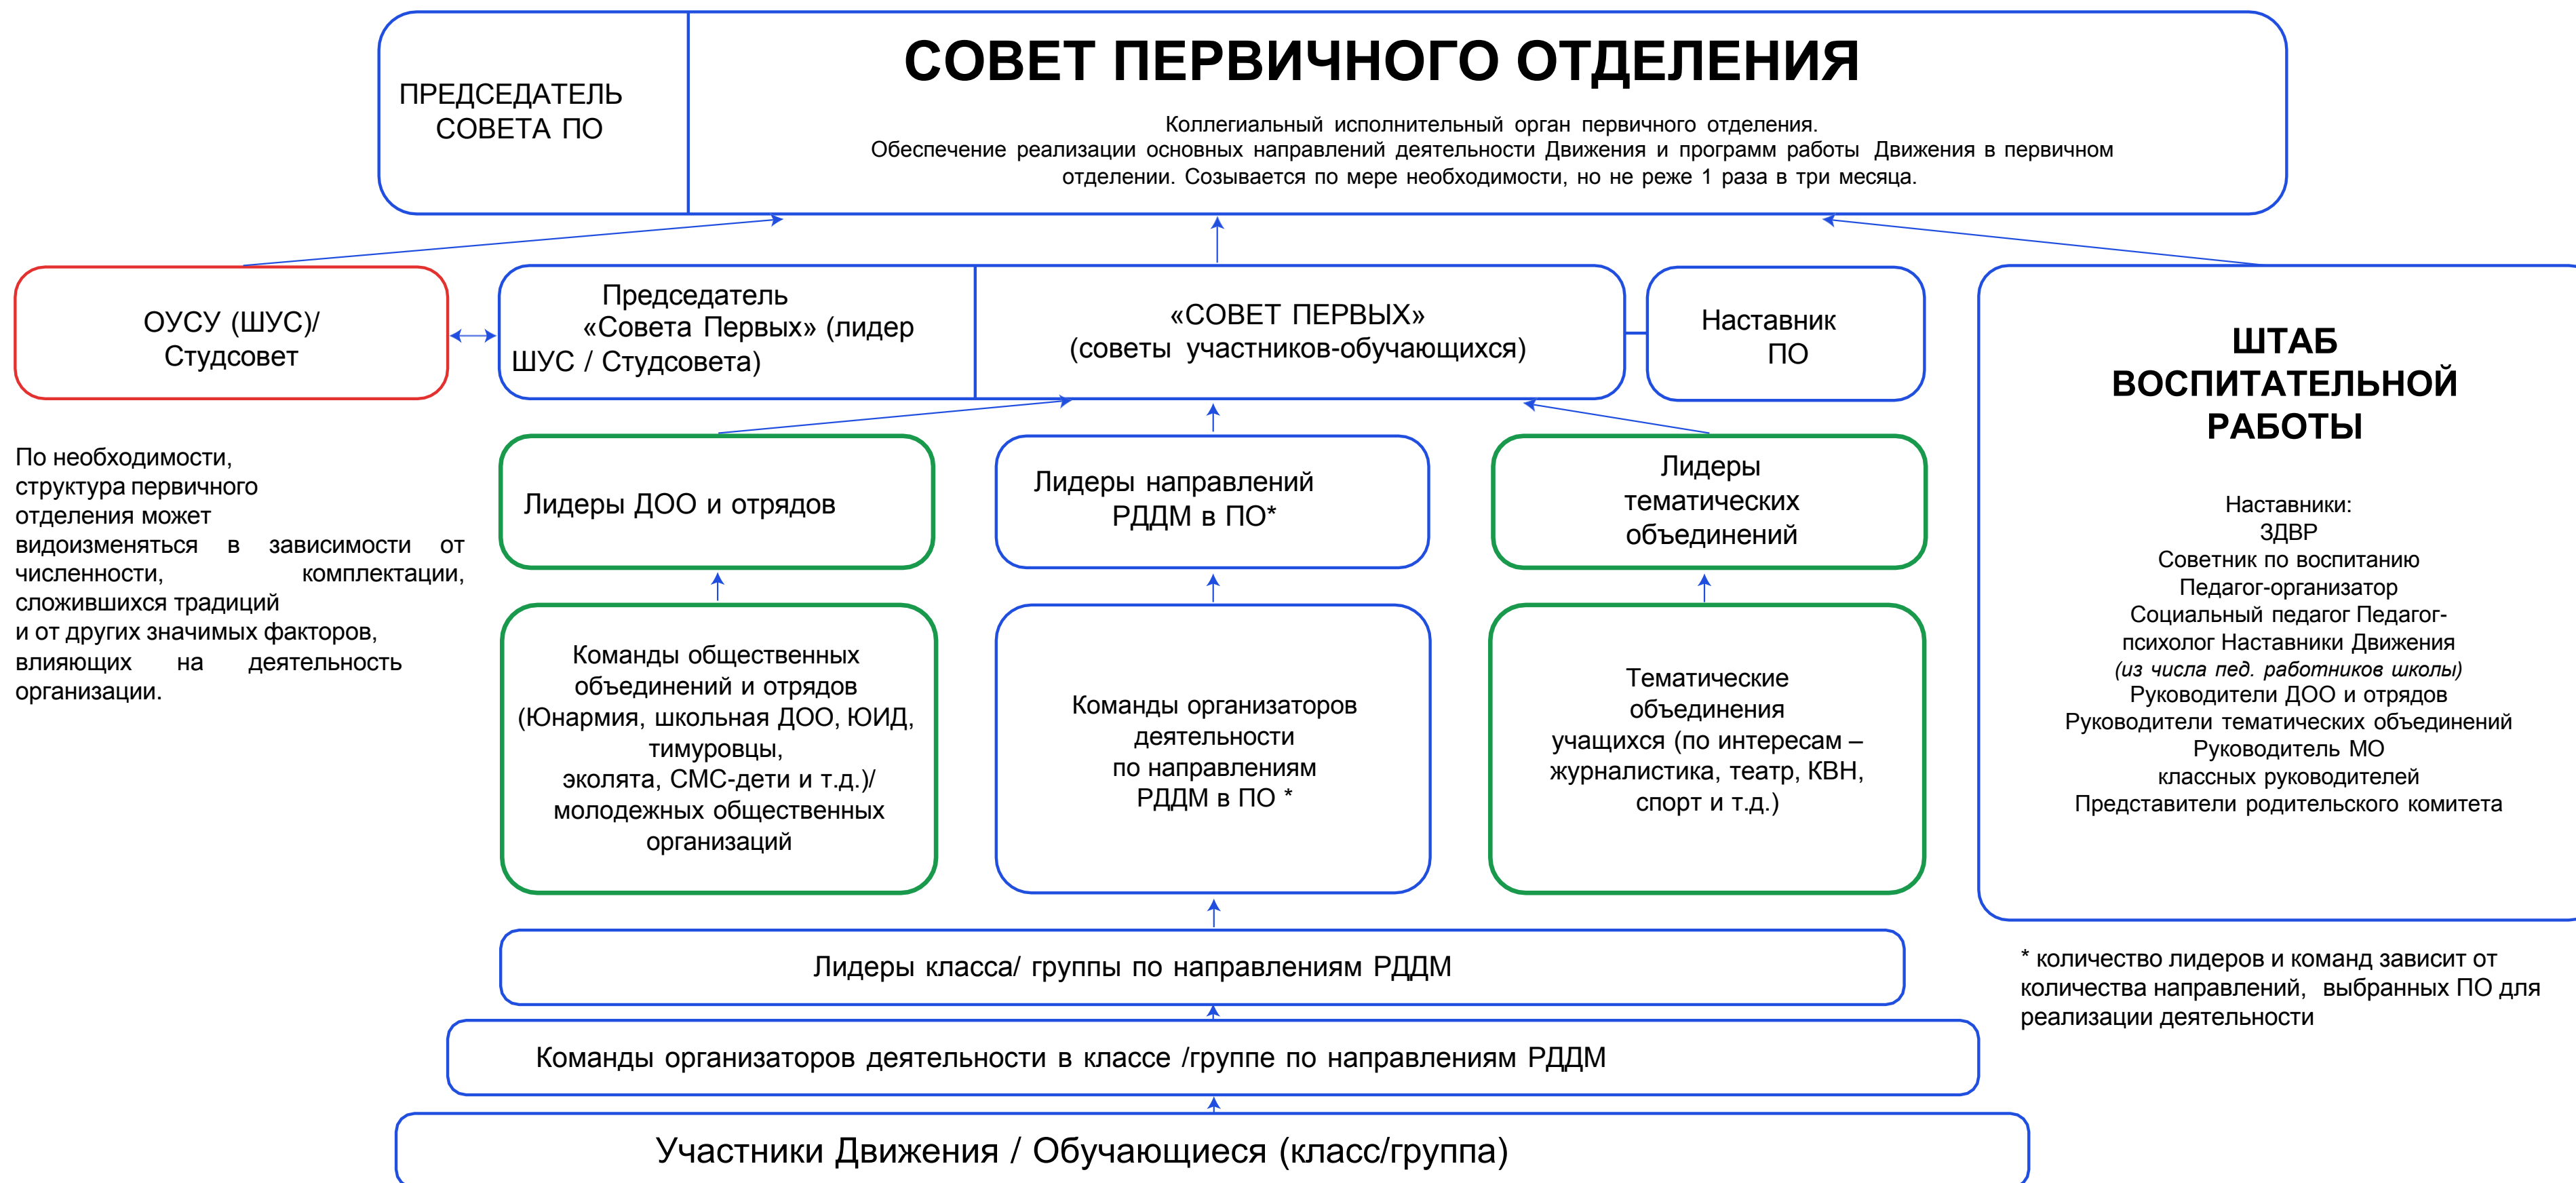 ПРЕДСЕДАТЕЛЬ
СОВЕТА ПО
СОВЕТ ПЕРВИЧНОГО ОТДЕЛЕНИЯ
Коллегиальный исполнительный орган первичного отделения.
Обеспечение реализации основных направлений деятельности Движения и программ работы Движения в первичном
отделении. Созывается по мере необходимости, но не реже 1 раза в три месяца.
ОУСУ (ШУС)/
Студсовет
Председатель
«Совета Первых» (лидер
ШУС / Студсовета)
«СОВЕТ ПЕРВЫХ»
(советы участников-обучающихся)
Наставник
ПО
По необходимости,
структура первичного
отделения может
видоизменяться в зависимости от
численности, комплектации,
сложившихся традиций
и от других значимых факторов,
влияющих на деятельность
организации.
Лидеры ДОО и отрядов
Лидеры направлений
РДДМ в ПО*
Лидеры
тематических
объединений
Команды общественных
объединений и отрядов
(Юнармия, школьная ДОО, ЮИД,
тимуровцы,
эколята, СМС-дети и т.д.)/
молодежных общественных
организаций
Команды организаторов
деятельности
по направлениям
РДДМ в ПО *
Тематические
объединения
учащихся (по интересам –
журналистика, театр, КВН,
спорт и т.д.)
ШТАБ
ВОСПИТАТЕЛЬНОЙ
РАБОТЫ
Наставники:
ЗДВР
Советник по воспитанию
Педагог-организатор
Социальный педагог Педагог-
психолог Наставники Движения
(из числа пед. работников школы)
Руководители ДОО и отрядов
Руководители тематических объединений
Руководитель МО
классных руководителей
Представители родительского комитета
Лидеры класса/ группы по направлениям РДДМ
Команды организаторов деятельности в классе /группе по направлениям РДДМ
Участники Движения / Обучающиеся (класс/группа)
* количество лидеров и команд зависит от
количества направлений, выбранных ПО для
реализации деятельности